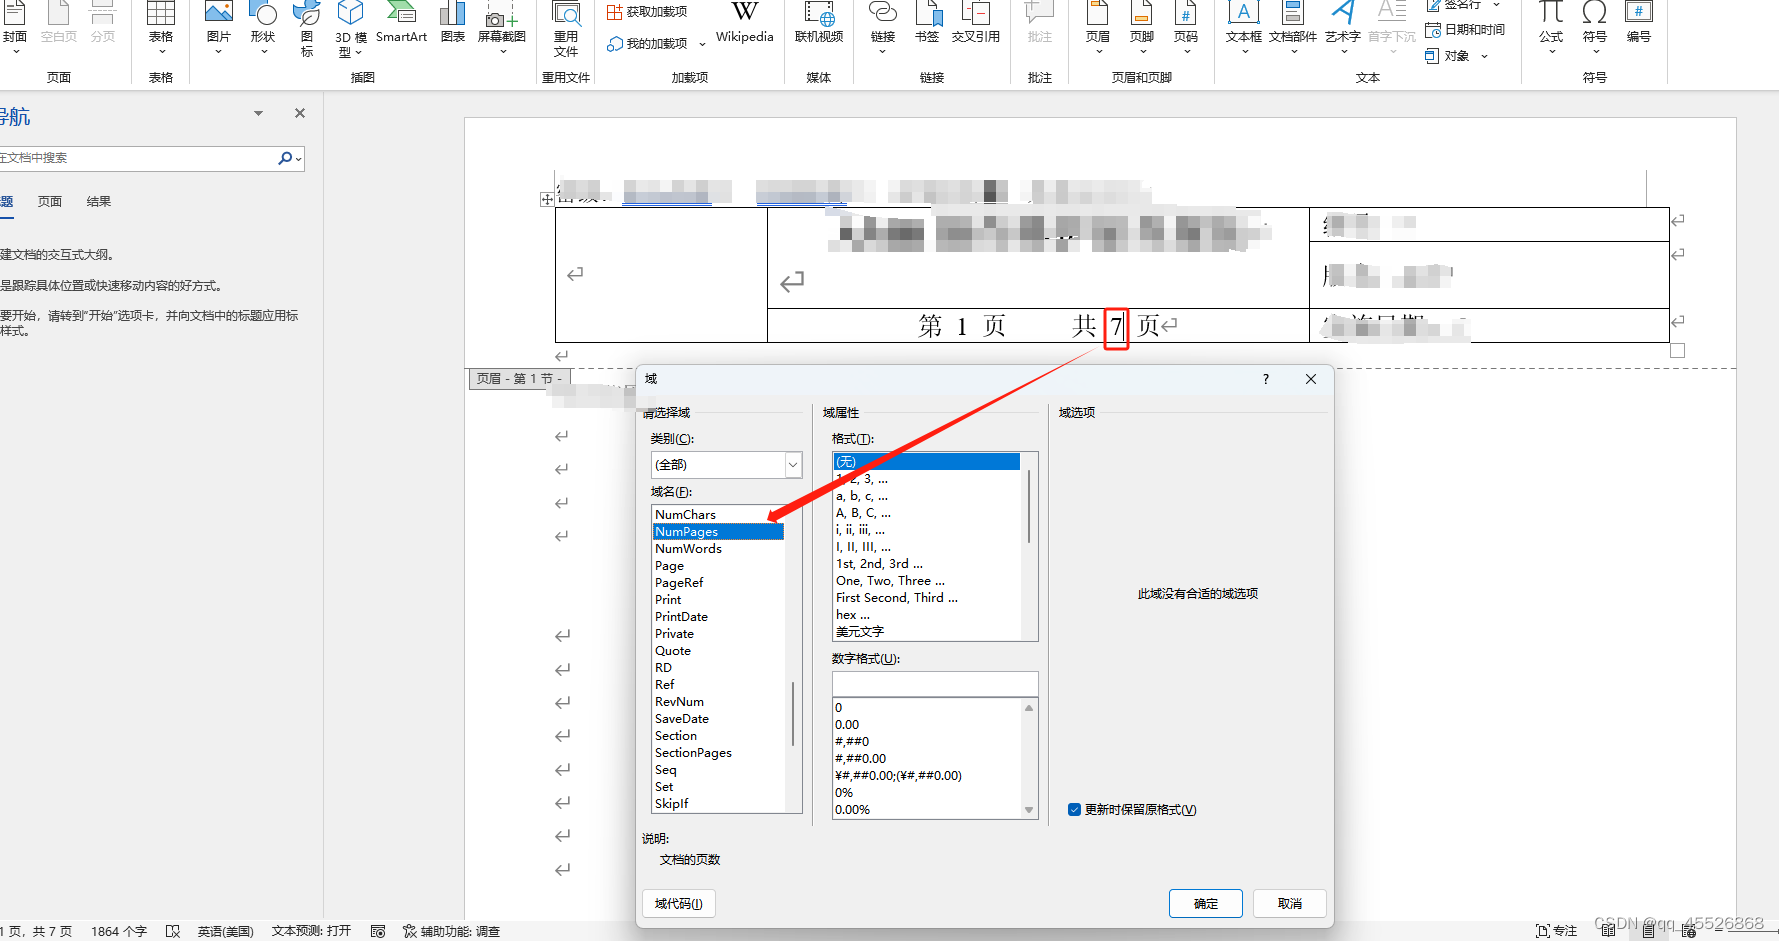 封面
空白页
分页
表格
图片
形状
图标
3D 模型
SmartArt
图表
屏幕截图
重用文件
获取加载项
我的加载项
Wikipedia
联机视频
链接
书签
交叉引用
批注
页眉
页脚
页码
文本框
文档部件
艺术字
首字下沉
签名行
日期和时间
对象
公式
符号
编号
页面
表格
插图
重用文件
加载项
媒体
链接
批注
页眉和页脚
文本
符号
导航
在文档中搜索
题
页面
结果
建文档的交互式大纲。
是跟踪具体位置或快速移动内容的好方式。
要开始，请转到“开始”选项卡，并向文档中的标题应用标
样式。
第 1 页 共 7 页
页眉 - 第 1 节 -
域
?
请选择域
类别(C):
(全部)
域名(F):
NumChars
NumPages
NumWords
Page
PageRef
Print
PrintDate
Private
Quote
RD
Ref
RevNum
SaveDate
Section
SectionPages
Seq
Set
SkipIf
域属性
格式(T):
(无)
1, 2, 3, ...
a, b, c, ...
A, B, C, ...
i, ii, iii, ...
I, II, III, ...
1st, 2nd, 3rd ...
One, Two, Three ...
First Second, Third ...
hex ...
美元文字
数字格式(U):
0
0.00
#,##0
#,##0.00
¥#,##0.00;(¥#,##0.00)
0%
0.00%
域选项
此域没有合适的域选项
更新时保留原格式(V)
说明:
文档的页数
域代码(I)
确定
取消
1 页，共 7 页
1864 个字
英语(美国)
文本预测: 打开
辅助功能: 调查
专注
CSDN @qq_45526868